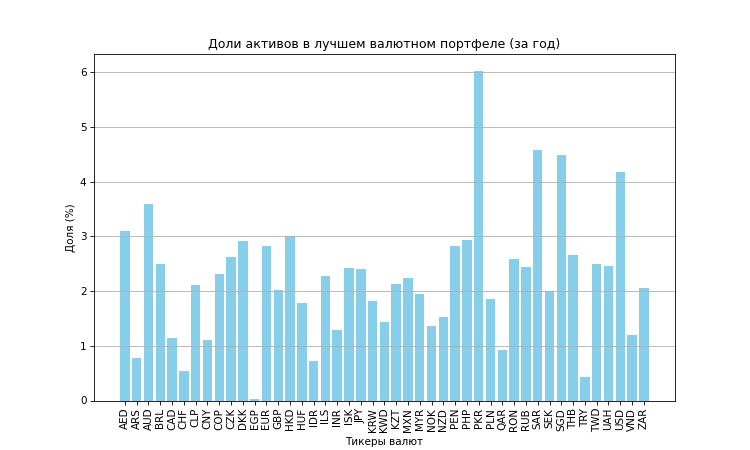 Доли активов в лучшем валютном портфеле (за год)
Доля (%)
6
5
4
3
2
1
0
AED ARS AUD BRL CAD CHF CLP CNY COP CZK DKK EGP EUR GBP HKD HUF IDR ILS INR ISK JPY KRW KWD KZT MXN MYR NOK NZD PEN PHP PKR PLN QAR RON RUB SAR SEK SGD THB TRY TWD UAH USD VND ZAR
Тикеры валют